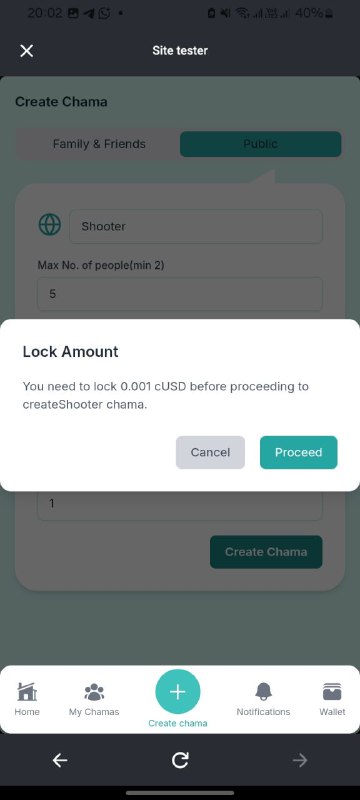 20:02
40%
Site tester
Create Chama
Family & Friends
Public
Shooter
Max No. of people(min 2)
5
Lock Amount
You need to lock 0.001 cUSD before proceeding to
createShooter chama.
Cancel
Proceed
1
Create Chama
Home
My Chamas
Create chama
Notifications
Wallet